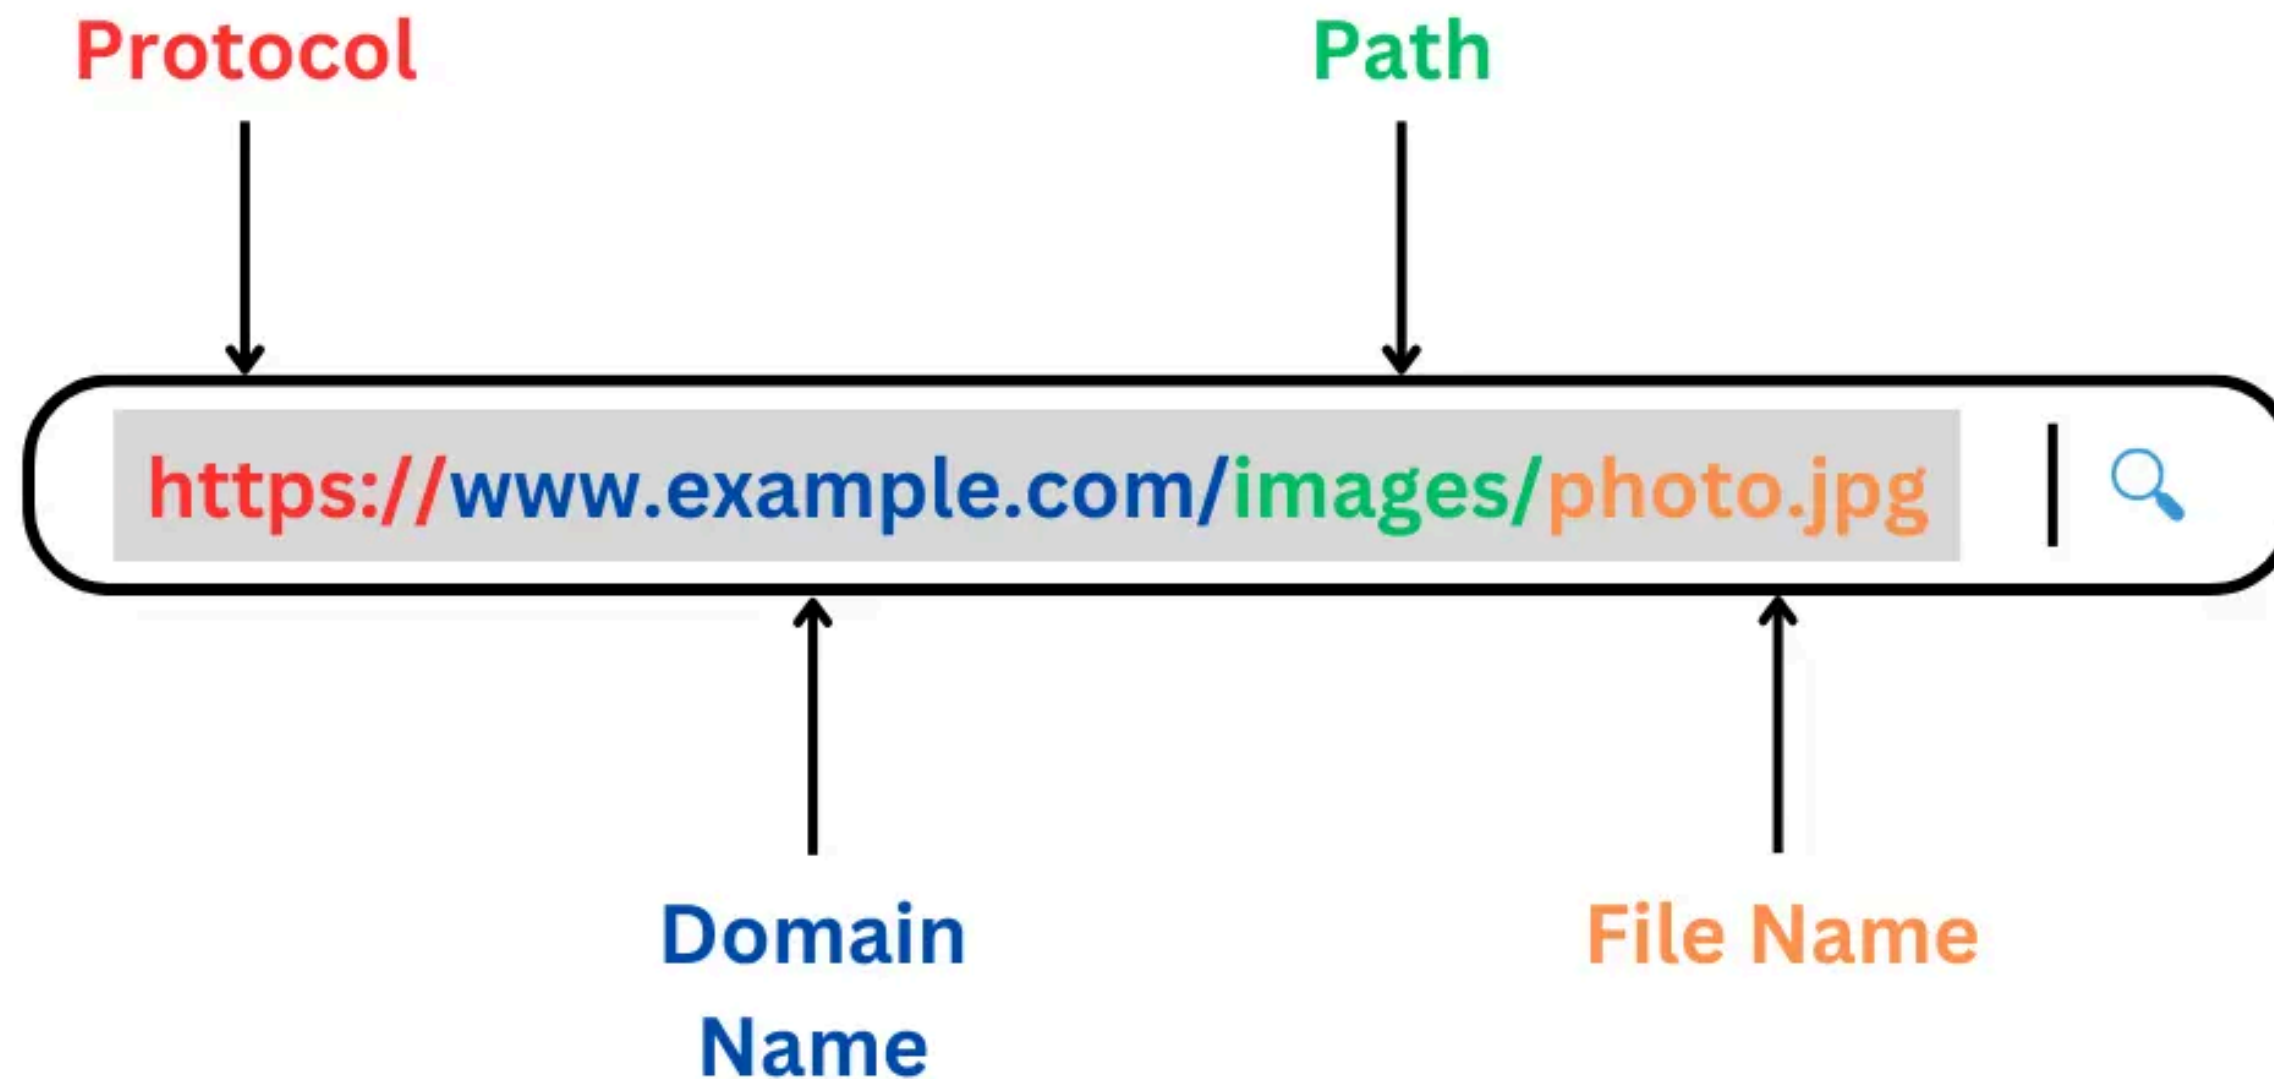 Protocol
Path
https://www.example.com/images/photo.jpg
Domain
Name
File Name